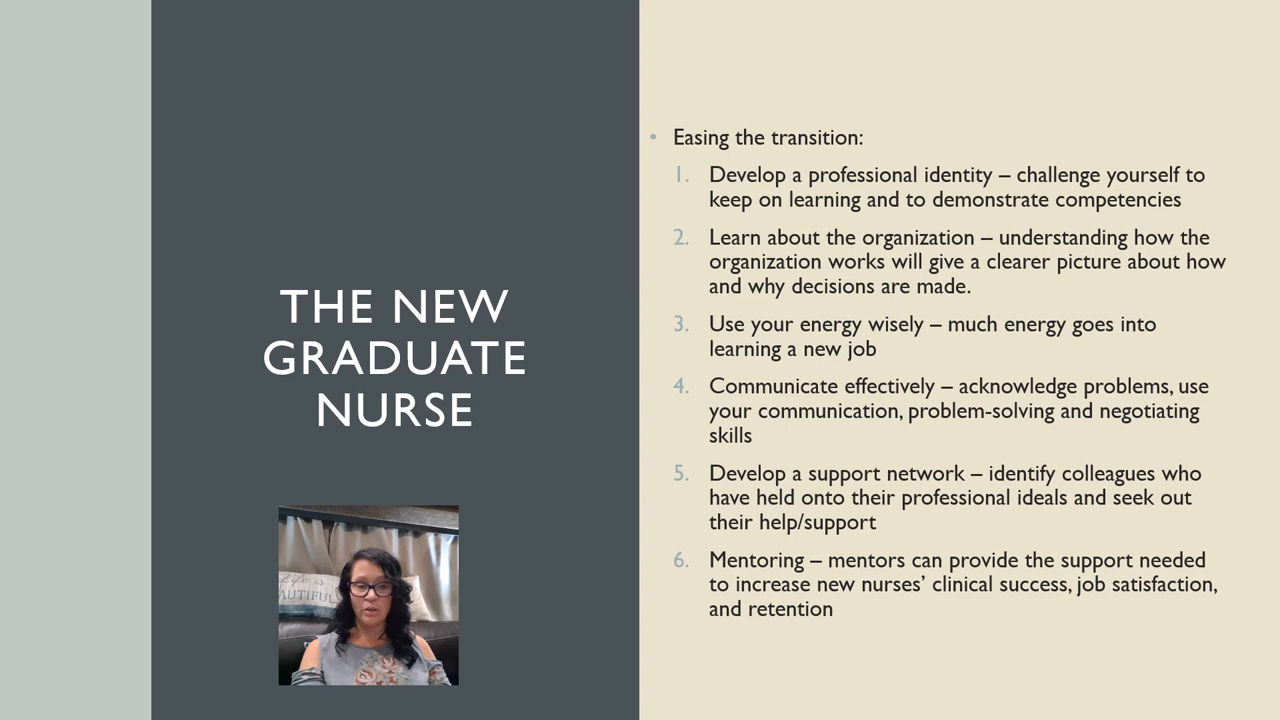 THE NEW
GRADUATE
NURSE
Life is
AUTIFUL
• Easing the transition:
1. Develop a professional identity – challenge yourself to
keep on learning and to demonstrate competencies
2. Learn about the organization – understanding how the
organization works will give a clearer picture about how
and why decisions are made.
3. Use your energy wisely – much energy goes into
learning a new job
4. Communicate effectively – acknowledge problems, use
your communication, problem-solving and negotiating
skills
5. Develop a support network – identify colleagues who
have held onto their professional ideals and seek out
their help/support
6. Mentoring – mentors can provide the support needed
to increase new nurses’ clinical success, job satisfaction,
and retention